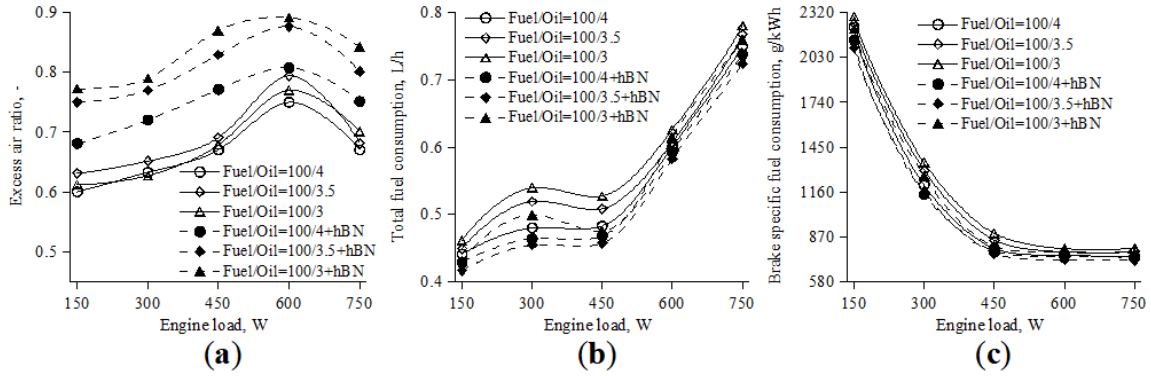 0.9
0.8
0.7
0.6
0.5
Excess air ratio, -
Fuel/Oil=100/4
Fuel/Oil=100/3.5
Fuel/Oil=100/3
Fuel/Oil=100/4+hBN
Fuel/Oil=100/3.5+hBN
Fuel/Oil=100/3+hBN
150 300 450 600 750
Engine load, W
(a)
0.8
0.7
0.6
0.5
0.4
Total fuel consumption, L/h
Fuel/Oil=100/4
Fuel/Oil=100/3.5
Fuel/Oil=100/3
Fuel/Oil=100/4+hBN
Fuel/Oil=100/3.5+hBN
Fuel/Oil=100/3+hBN
150 300 450 600 750
Engine load, W
(b)
2320
2030
1740
1450
1160
870
580
Brake specific fuel consumption, g/kWh
Fuel/Oil=100/4
Fuel/Oil=100/3.5
Fuel/Oil=100/3
Fuel/Oil=100/4+hBN
Fuel/Oil=100/3.5+hBN
Fuel/Oil=100/3+hBN
150 300 450 600 750
Engine load, W
(c)